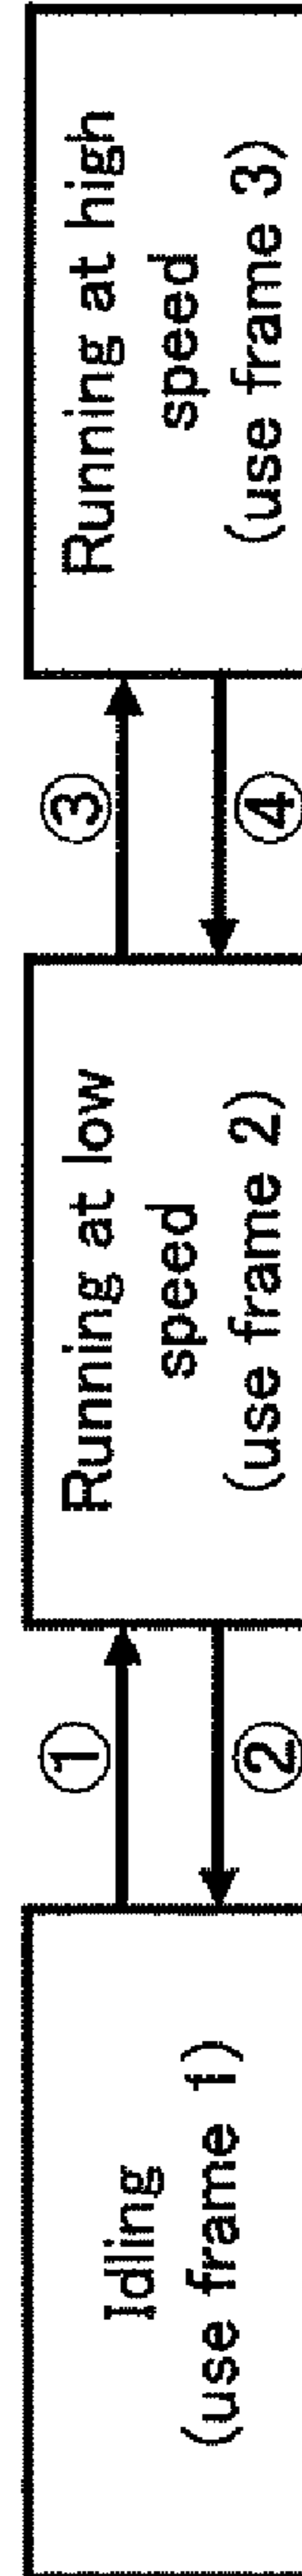 Idling
(use frame 1)
①
②
Running at low
speed
(use frame 2)
③
④
Running at high
speed
(use frame 3)